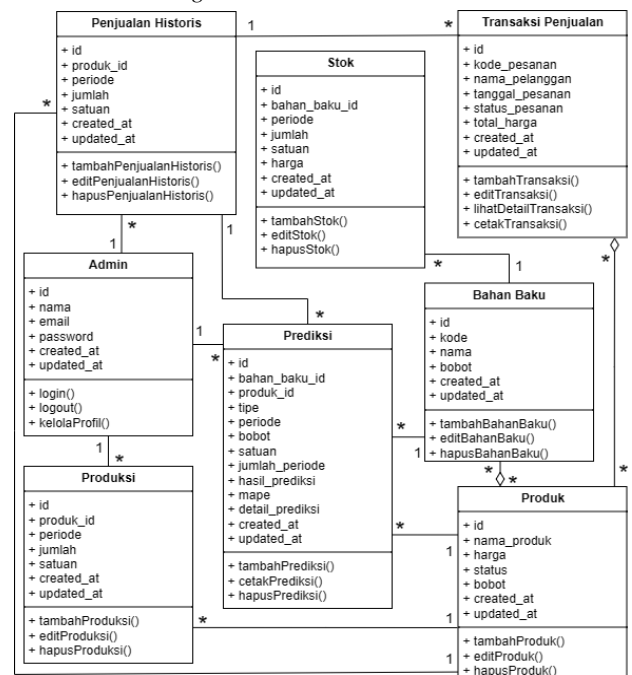 Penjualan Historis
+ id
+ produk_id
+ periode
+ jumlah
+ satuan
+ created_at
+ updated_at
+ tambahPenjualanHistoris()
+ editPenjualanHistoris()
+ hapusPenjualanHistoris()
1
*
Transaksi Penjualan
+ id
+ kode_pesanan
+ nama_pelanggan
+ tanggal_pesanan
+ status_pesanan
+ total_harga
+ created_at
+ updated_at
+ tambahTransaksi()
+ editTransaksi()
+ lihatDetailTransaksi()
+ cetakTransaksi()
Stok
+ id
+ bahan_baku_id
+ periode
+ jumlah
+ satuan
+ harga
+ created_at
+ updated_at
+ tambahStok()
+ editStok()
+ hapusStok()
*
*
1
1
*
*
1
*
Admin
+ id
+ nama
+ email
+ password
+ created_at
+ updated_at
+ login()
+ logout()
+ kelolaProfil()
1
*
Prediksi
+ id
+ bahan_baku_id
+ produk_id
+ tipe
+ periode
+ bobot
+ satuan
+ jumlah_periode
+ hasil_prediksi
+ mape
+ detail_prediksi
+ created_at
+ updated_at
+ tambahPrediksi()
+ cetakPrediksi()
+ hapusPrediksi()
Bahan Baku
+ id
+ kode
+ nama
+ bobot
+ created_at
+ updated_at
+ tambahBahanBaku()
+ editBahanBaku()
+ hapusBahanBaku()
*
1
1
*
* *
*
Produksi
+ id
+ produk_id
+ periode
+ jumlah
+ satuan
+ created_at
+ updated_at
+ tambahProduksi()
+ editProduksi()
+ hapusProduksi()
*
1
*
1
1
Produk
+ id
+ nama_produk
+ harga
+ status
+ bobot
+ created_at
+ updated_at
+ tambahProduk()
+ editProduk()
+ hapusProduk()